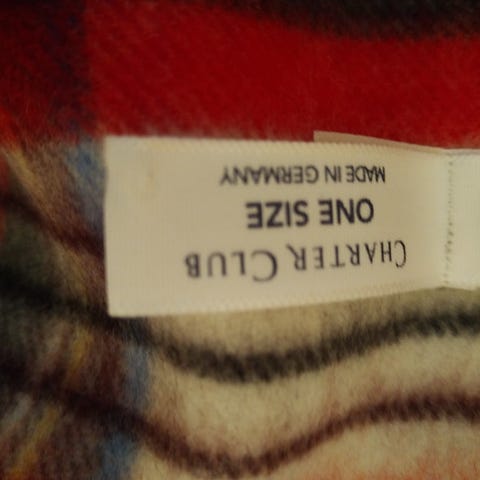 CHARTER CLUB
ONE SIZE
MADE IN GERMANY